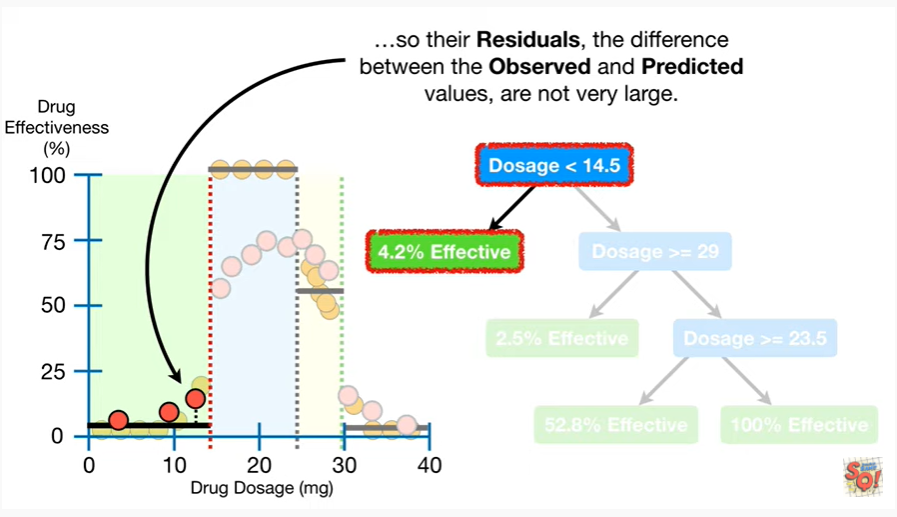 …so their Residuals, the difference
between the Observed and Predicted
values, are not very large.
Drug
Effectiveness
(%)
100
75
50
25
0
0
10
20
30
40
Drug Dosage (mg)
Dosage < 14.5
4.2% Effective
Dosage >= 29
2.5% Effective
Dosage >= 23.5
52.8% Effective
100% Effective
SQ!